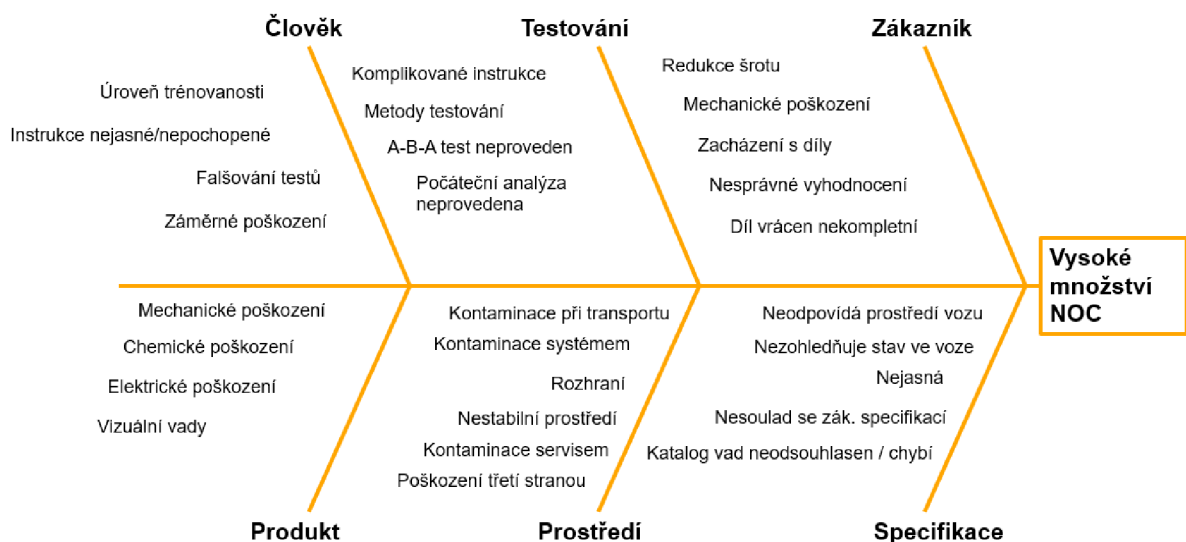 Člověk
Testování
Zákazník
Úroveň trénovanosti
Instrukce nejasné/nepochopené
Falšování testů
Záměrné poškození
Komplikované instrukce
Metody testování
A-B-A test neproveden
Počáteční analýza
neprovedena
Redukce šrotu
Mechanické poškození
Zacházení s díly
Nesprávné vyhodnocení
Díl vrácen nekompletní
Vysoké
množství
NOC
Mechanické poškození
Chemické poškození
Elektrické poškození
Vizuální vady
Kontaminace při transportu
Kontaminace systémem
Rozhraní
Nestabilní prostředí
Kontaminace servisem
Poškození třetí stranou
Neodpovídá prostředí vozu
Nezohledňuje stav ve voze
Nejasná
Nesoulad se zák. specifikací
Katalog vad neodsouhlasen / chybí
Produkt
Prostředí
Specifikace